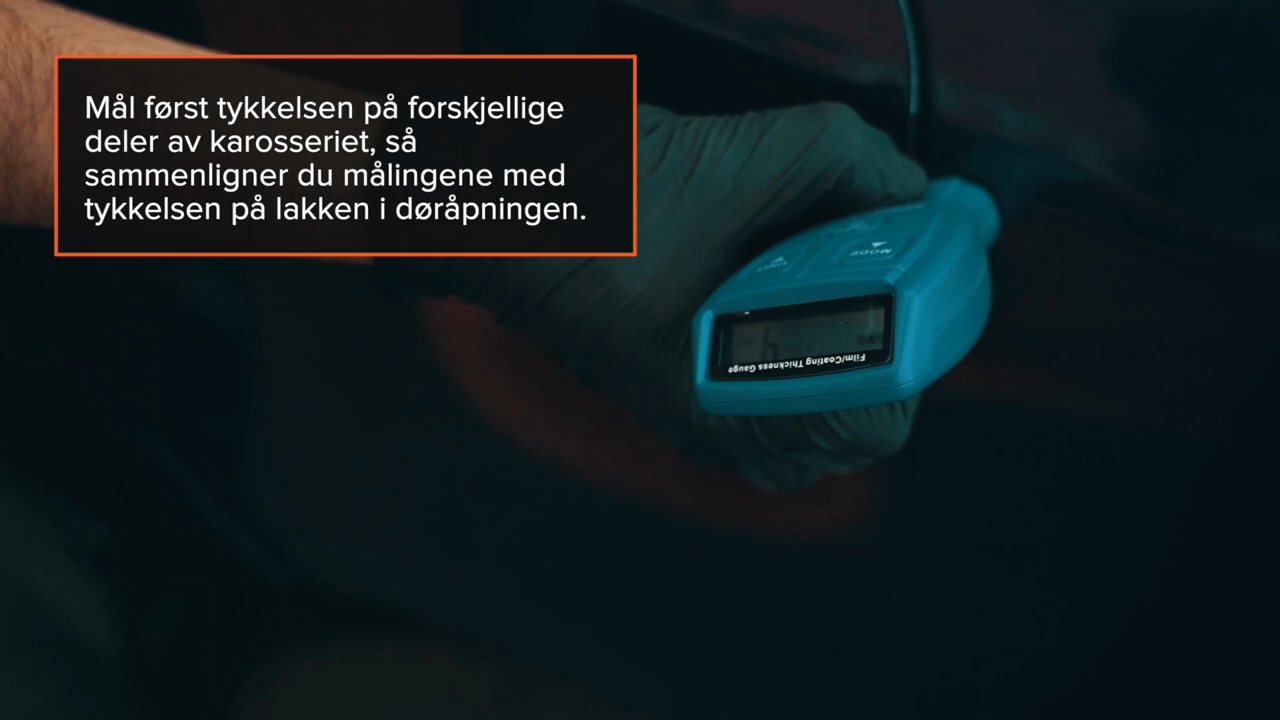 Mål først tykkelsen på forskjellige
deler av karosseriet, så
sammenligner du målingene med
tykkelsen på lakken i døråpningen.
MODE
Film/Coating Thickness Gauge